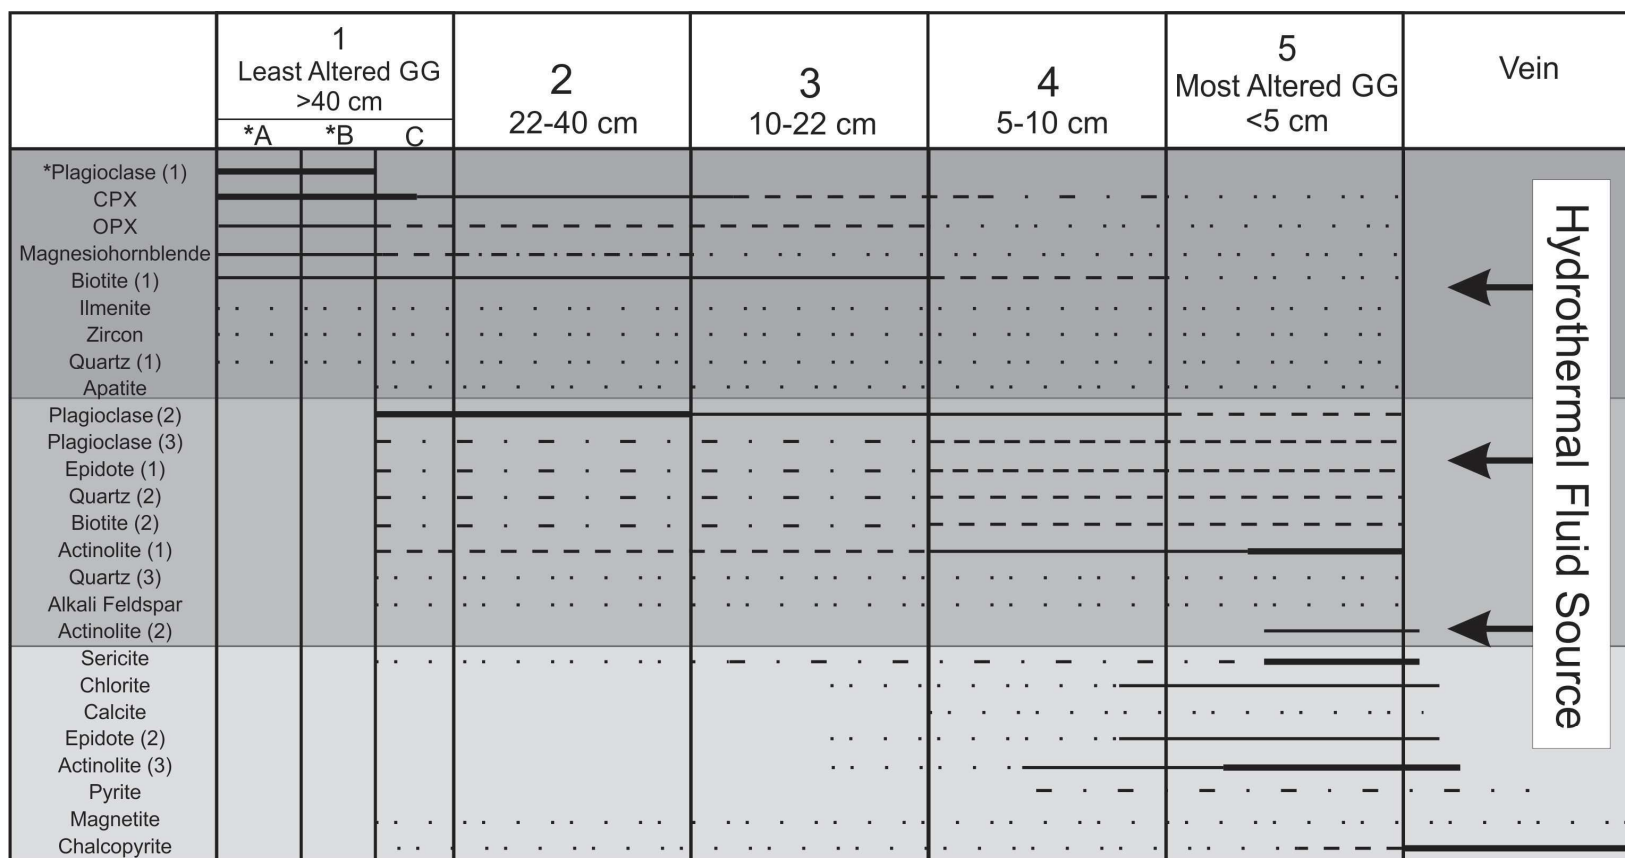 1
Least Altered GG
>40 cm
*A
*B
C
2
22-40 cm
3
10-22 cm
4
5-10 cm
5
Most Altered GG
<5 cm
Vein
*Plagioclase (1)
CPX
OPX
Magnesiohornblende
Biotite (1)
Ilmenite
Zircon
Quartz (1)
Apatite
Plagioclase (2)
Plagioclase (3)
Epidote (1)
Quartz (2)
Biotite (2)
Actinolite (1)
Quartz (3)
Alkali Feldspar
Actinolite (2)
Sericite
Chlorite
Calcite
Epidote (2)
Actinolite (3)
Pyrite
Magnetite
Chalcopyrite
Hydrothermal Fluid Source